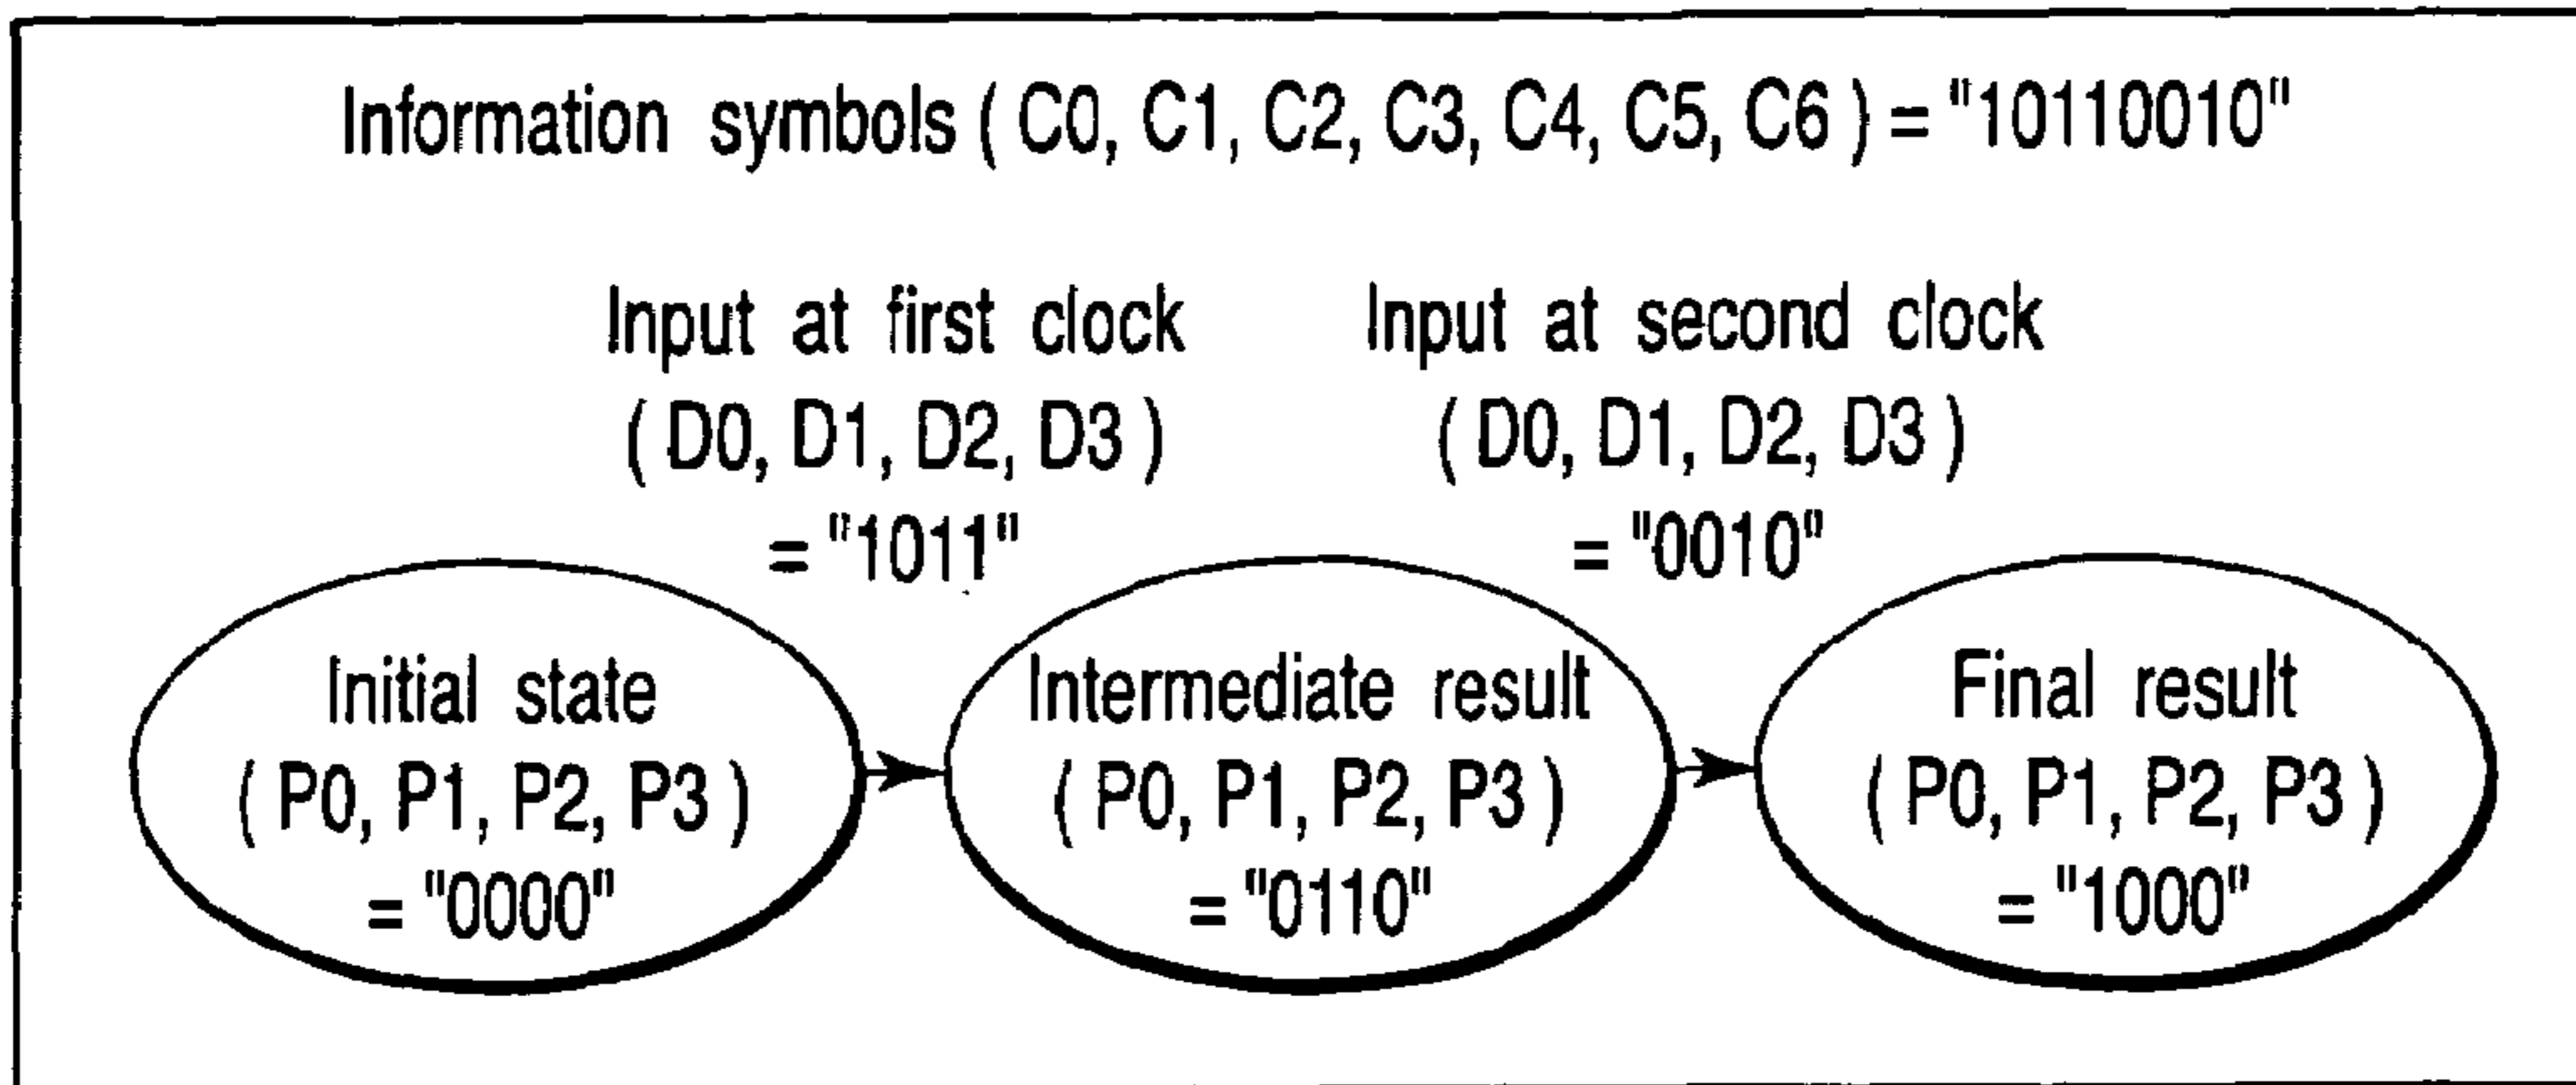 Information symbols ( C0, C1, C2, C3, C4, C5, C6 ) = "10110010"
Input at first clock
( D0, D1, D2, D3 )
= "1011"
Input at second clock
( D0, D1, D2, D3 )
= "0010"
Initial state
( P0, P1, P2, P3 )
= "0000"
Intermediate result
( P0, P1, P2, P3 )
= "0110"
Final result
( P0, P1, P2, P3 )
= "1000"